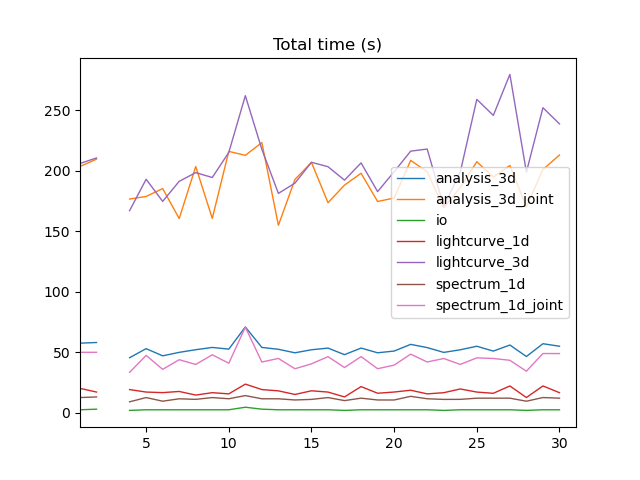 Total time (s)
250
200
150
100
50
0
analysis_3d
analysis_3d_joint
io
lightcurve_1d
lightcurve_3d
spectrum_1d
spectrum_1d_joint
5 10 15 20 25 30